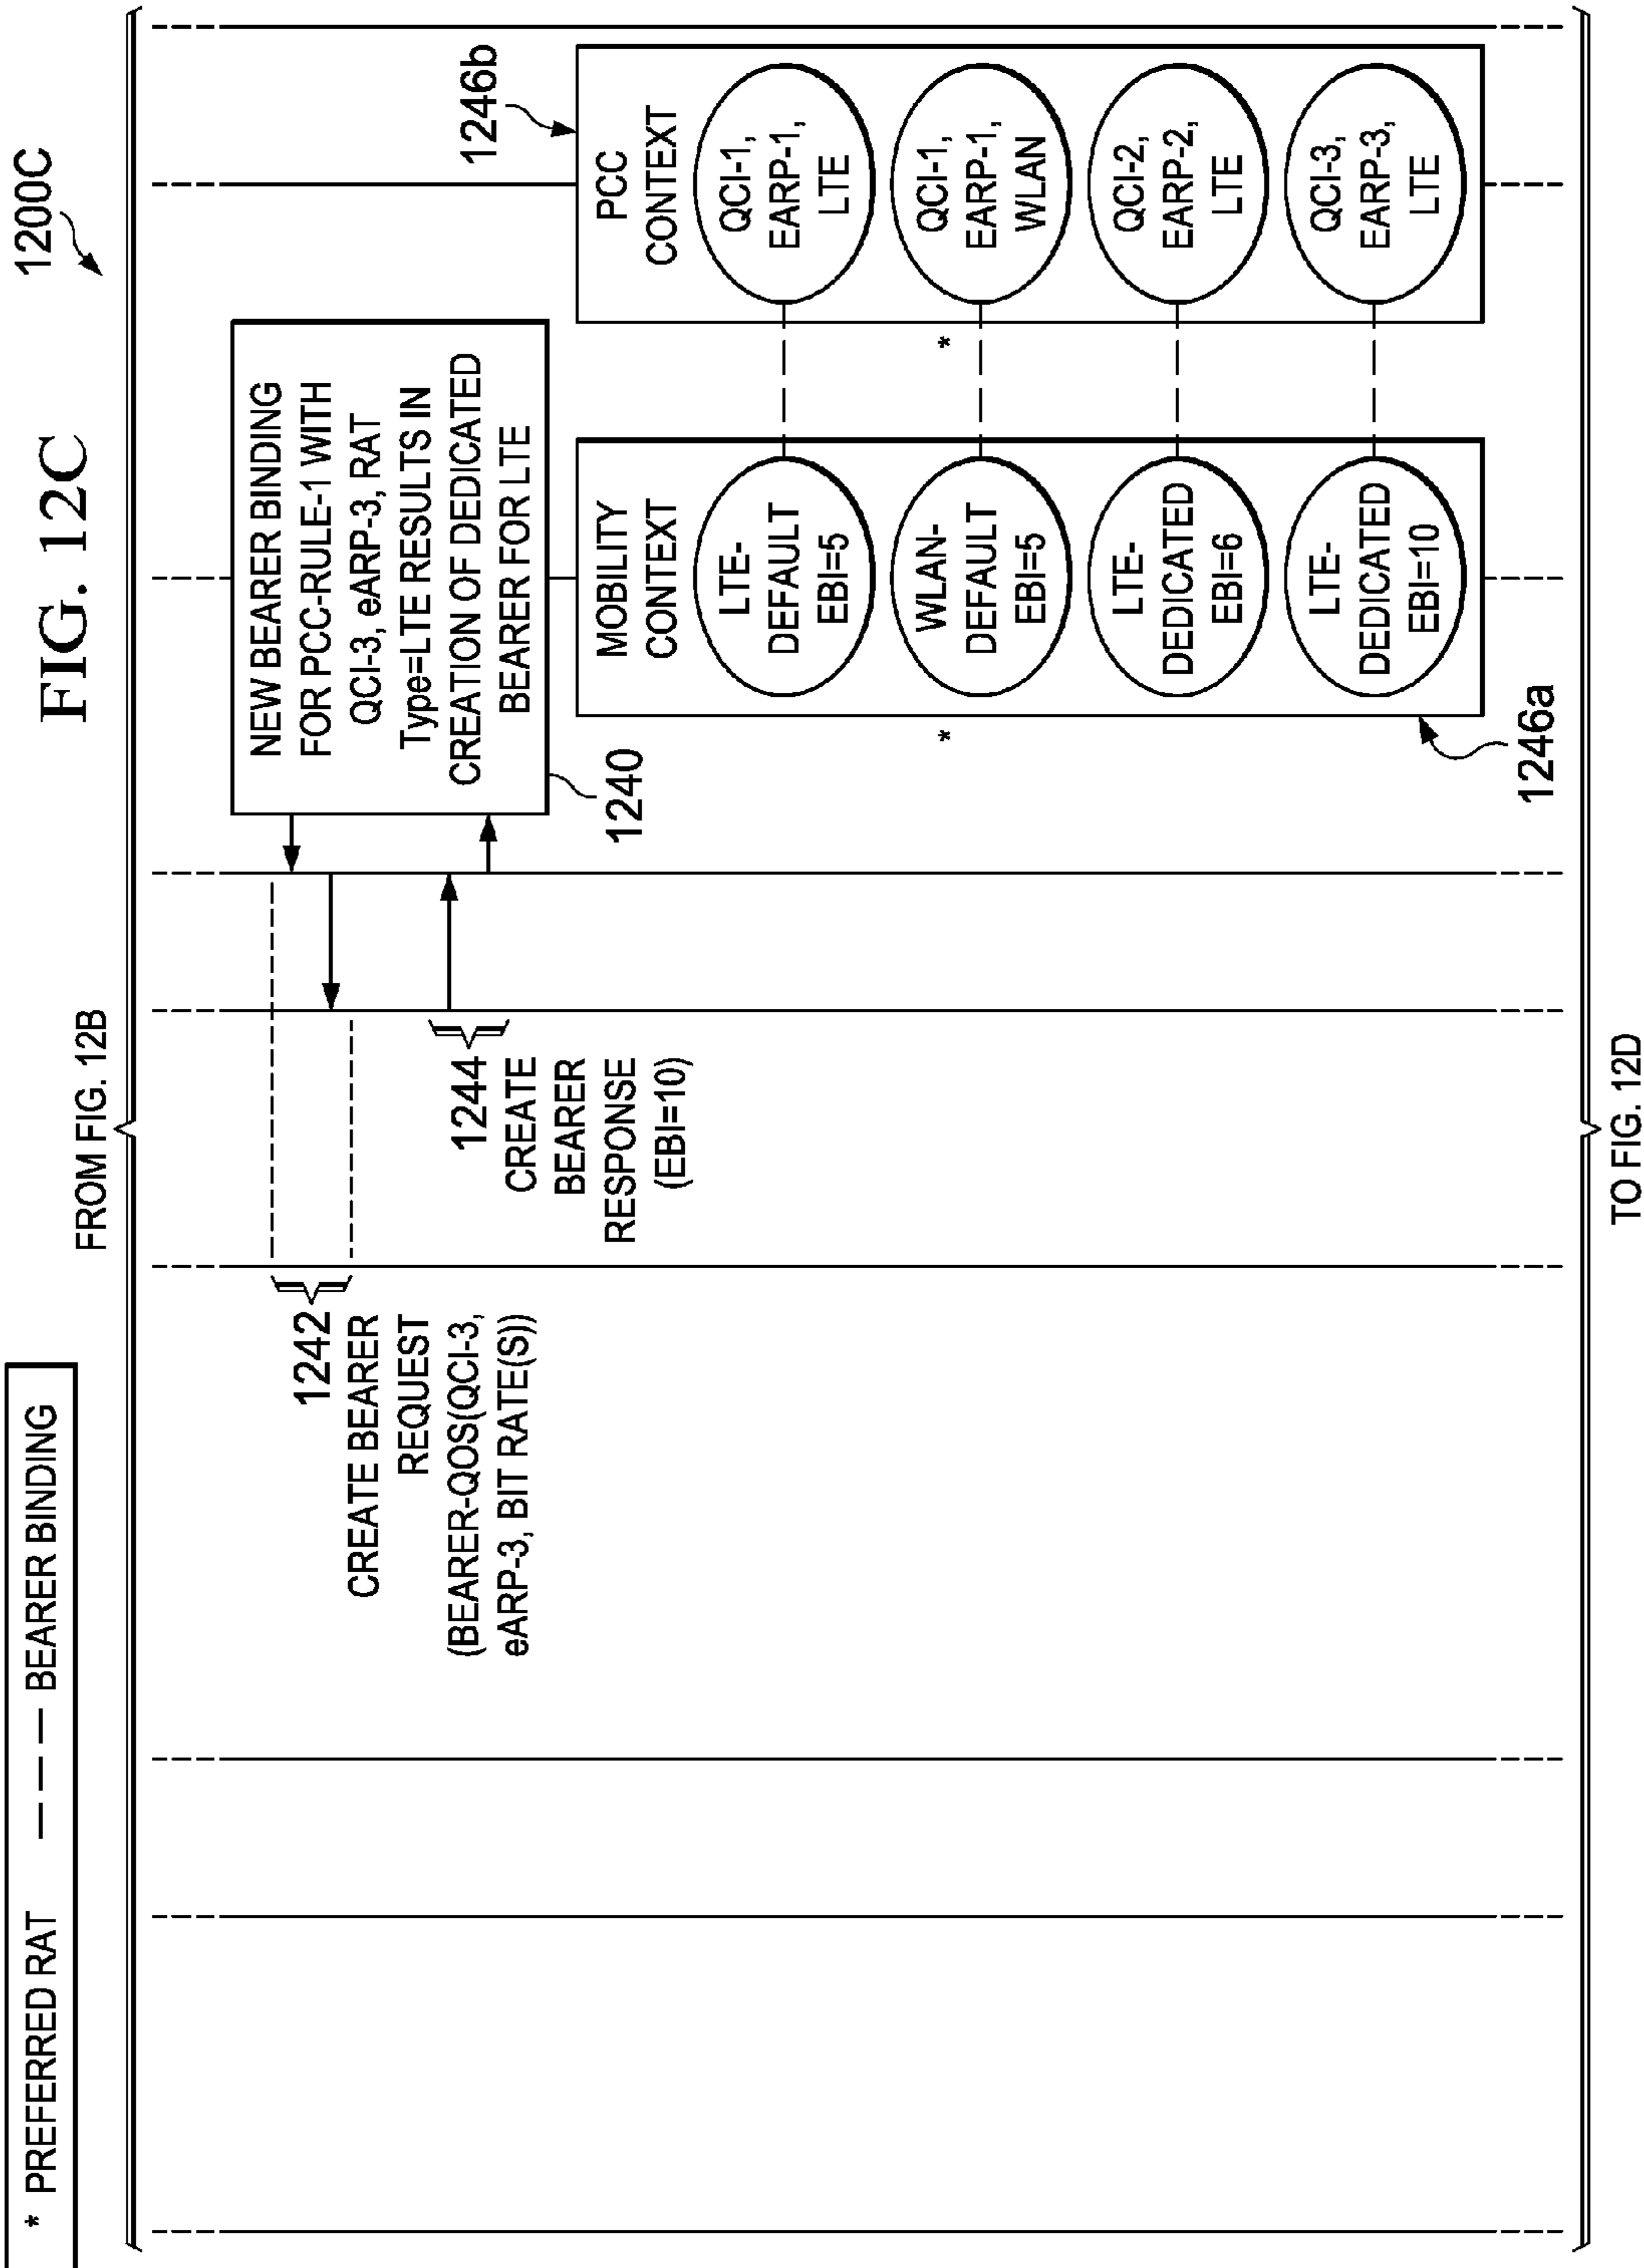 FIG. 12C
1200C
* PREFERRED RAT — — — BEARER BINDING
FROM FIG. 12B
NEW BEARER BINDING
FOR PCC-RULE-1 WITH
QCI-3, eARP-3, RAT
Type=LTE RESULTS IN
CREATION OF DEDICATED
BEARER FOR LTE
1240
1242
CREATE BEARER
REQUEST
(BEARER-QOS(QCI-3,
eARP-3, BIT RATE(S))
1244
CREATE
BEARER
RESPONSE
(EBI=10)
MOBILITY
CONTEXT
LTE-
DEFAULT
EBI=5
*
WLAN-
DEFAULT
EBI=5
LTE-
DEDICATED
EBI=6
LTE-
DEDICATED
EBI=10
1246a
1246b
PCC
CONTEXT
QCI-1,
EARP-1,
LTE
*
QCI-1,
EARP-1,
WLAN
QCI-2,
EARP-2,
LTE
QCI-3,
EARP-3,
LTE
TO FIG. 12D